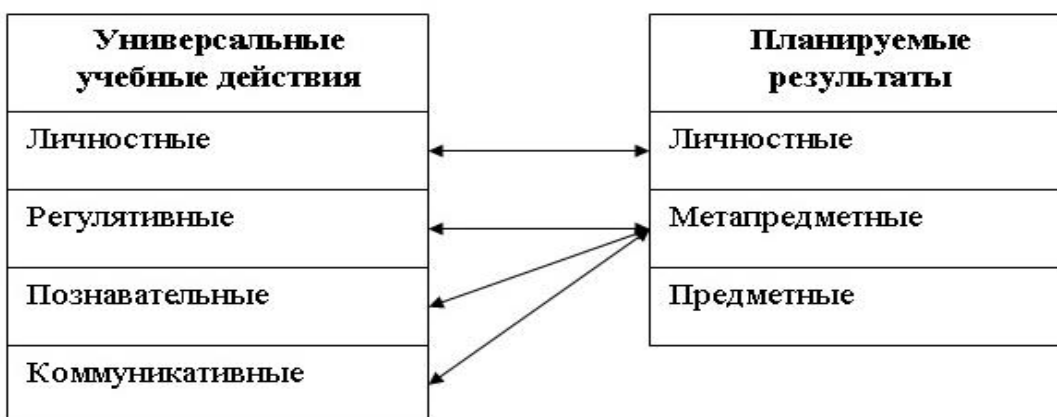 Универсальные
учебные действия
Личностные
Регулятивные
Познавательные
Коммуникативные
Планируемые
результаты
Личностные
Метапредметные
Предметные